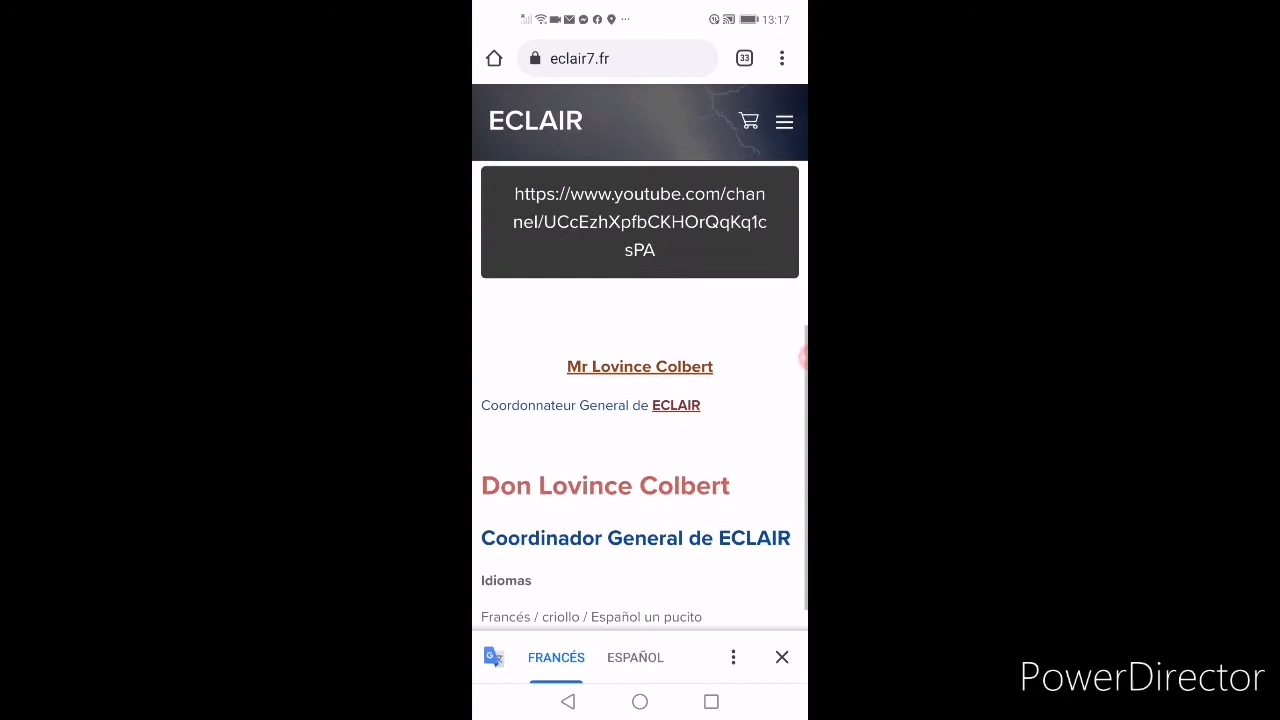 13:17
eclair7.fr
33
ECLAIR
https://www.youtube.com/chan
nel/UCcEzhXpfbCKHOrQqKq1c
sPA
Mr Lovince Colbert
Coordonnateur General de ECLAIR
Don Lovince Colbert
Coordinador General de ECLAIR
Idiomas
Francés / criollo / Español un pucito
FRANCÉS ESPAÑOL
PowerDirector